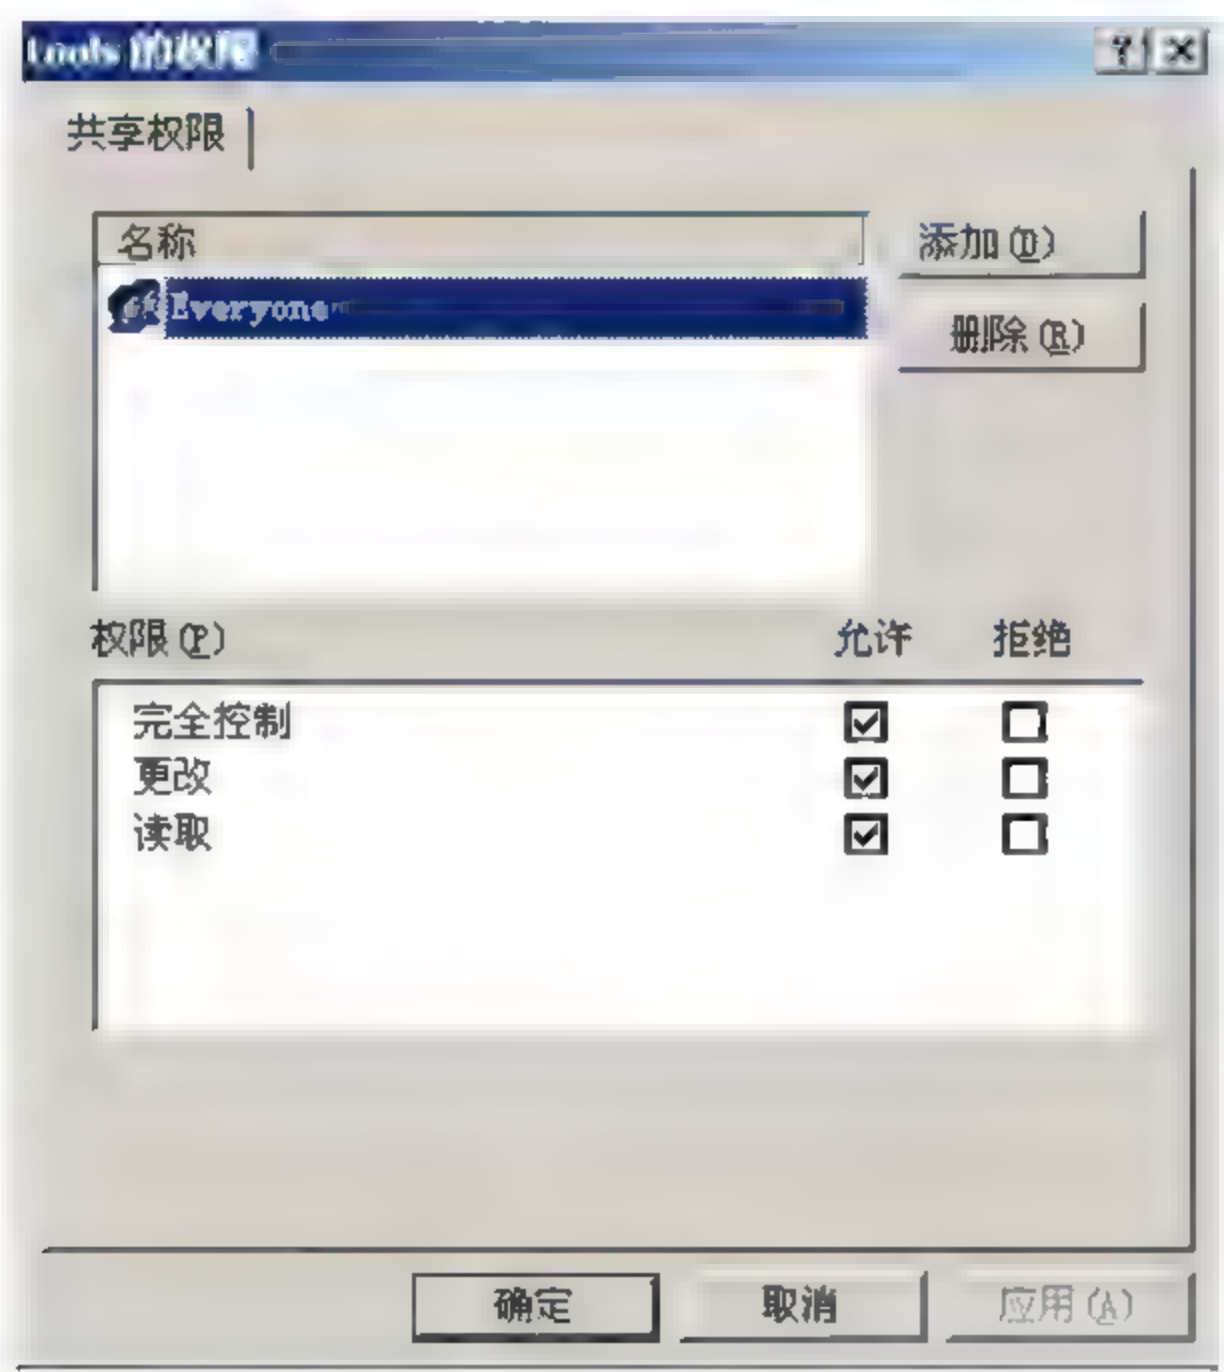 tools 的权限
共享权限
名称
添加(D)
Everyone
删除(R)
权限(P)
允许
拒绝
完全控制
更改
读取
确定
取消
应用(A)